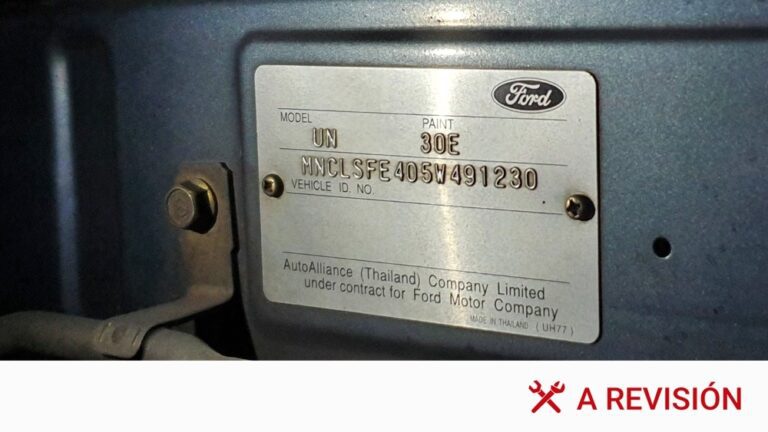 Ford
MODEL PAINT
UN 30E
MNCLSFE405W491230
VEHICLE ID. NO.
AutoAlliance (Thailand) Company Limited
under contract for Ford Motor Company
MADE IN THAILAND ( UH77 )
A REVISIÓN